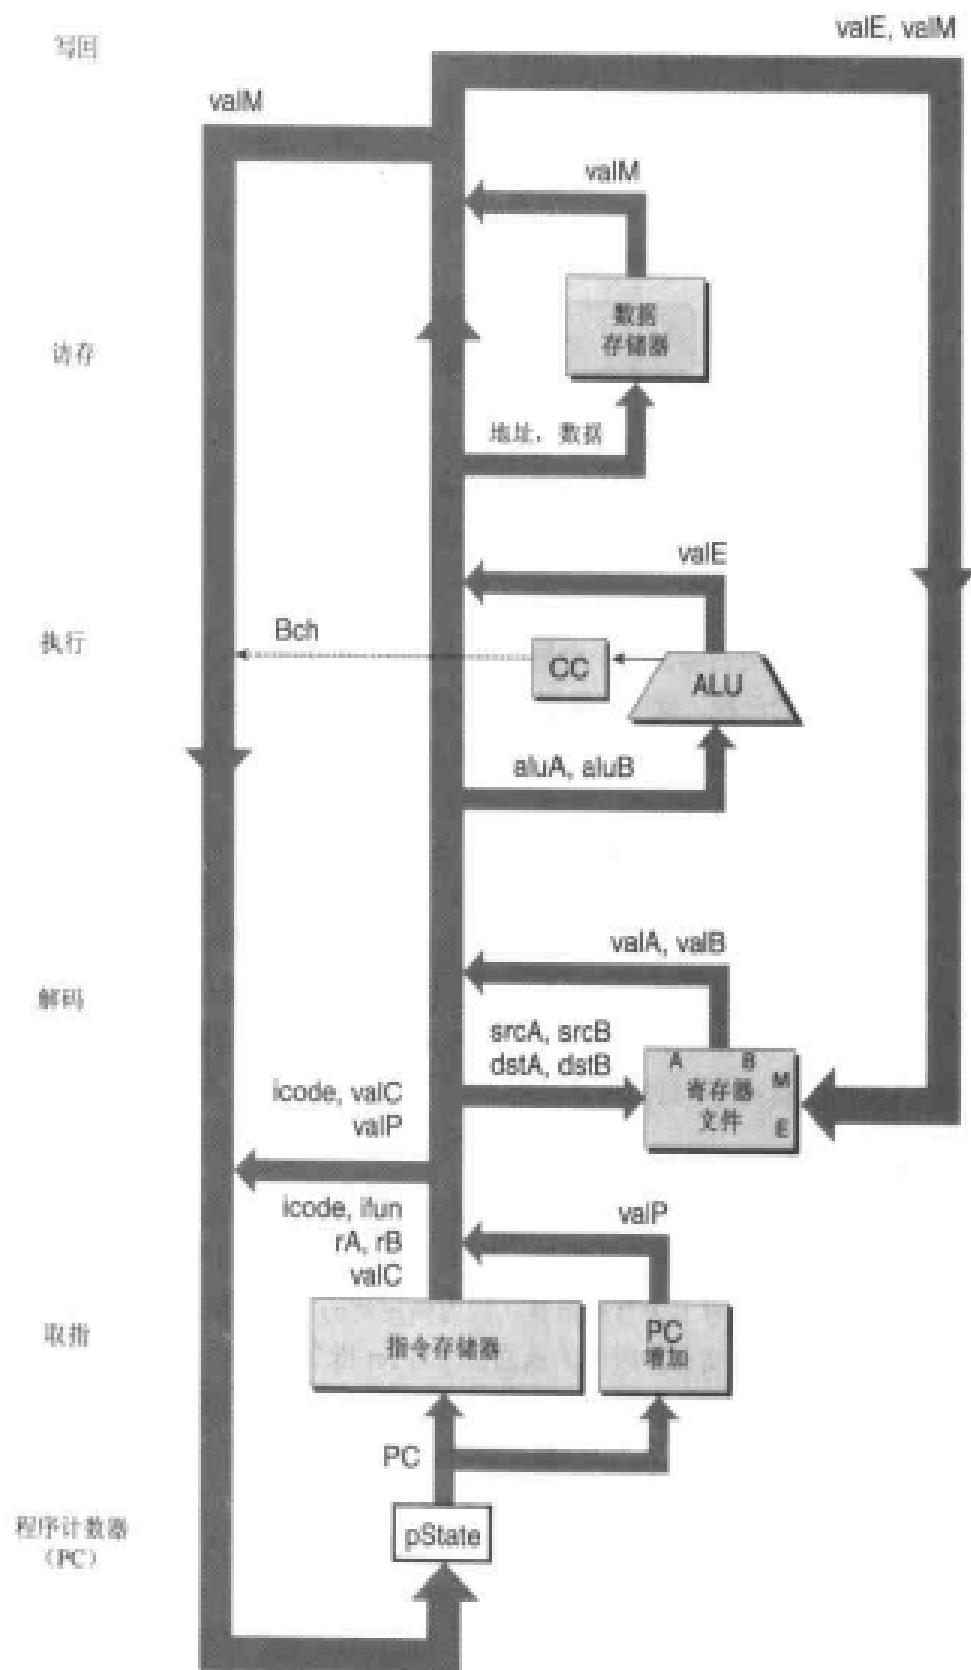 写回
valE, valM
valM
valM
数据
存储器
访存
地址，数据
valE
执行
Bch
CC
ALU
aluA, aluB
valA, valB
解码
srcA, srcB
dstA, dstB
A B
M
寄存器
文件
E
icode, valC
valP
icode, ifun
rA, rB
valC
valP
取指
指令存储器
PC
增加
PC
程序计数器
（PC）
pState